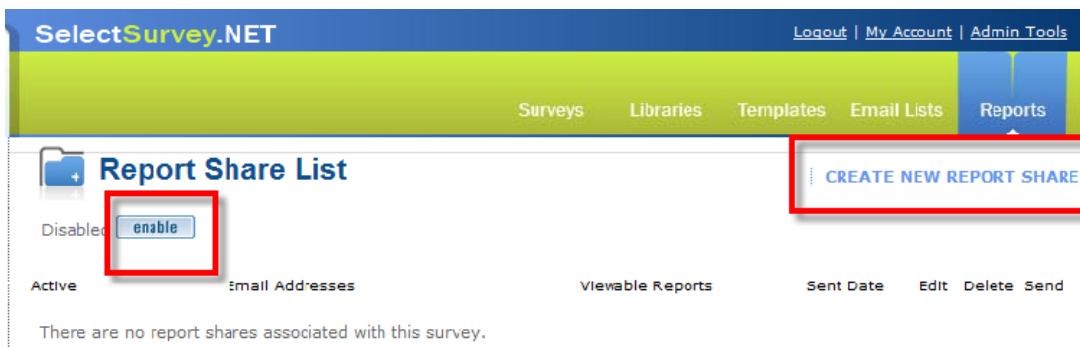 SelectSurvey.NET
Logout | My Account | Admin Tools
Surveys Libraries Templates Email Lists Reports
Report Share List
CREATE NEW REPORT SHARE
Disabled enable
Active Email Addresses Viewable Reports Sent Date Edit Delete Send
There are no report shares associated with this survey.